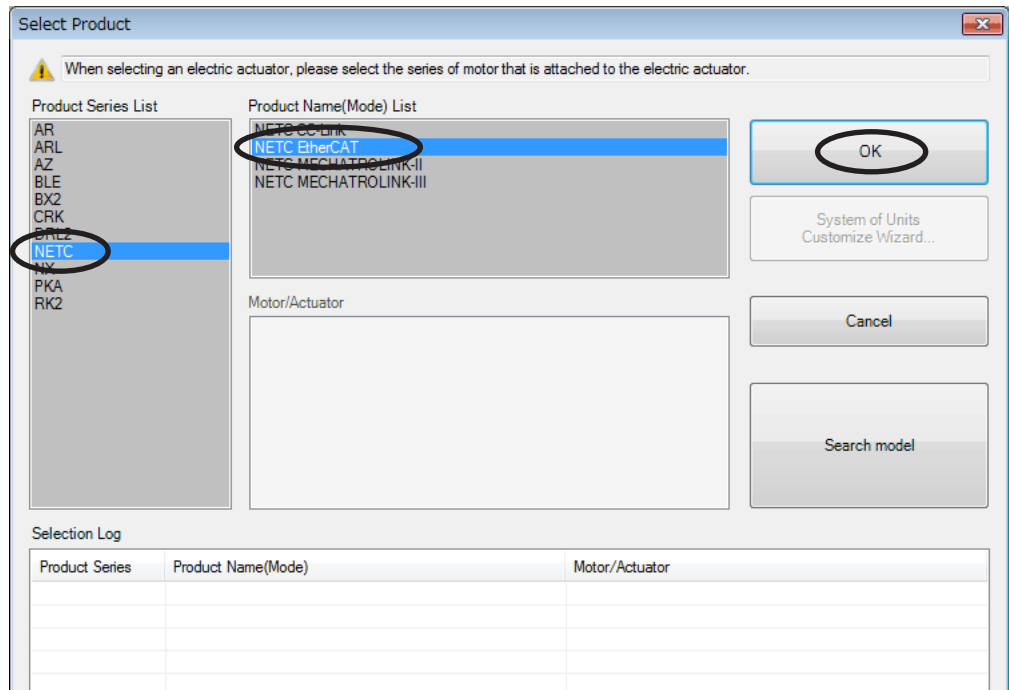 Select Product
When selecting an electric actuator, please select the series of motor that is attached to the electric actuator.
Product Series List
AR
ARL
AZ
BLE
BX2
CRK
DRL2
NETC
NX
PKA
RK2
Product Name(Mode) List
NETC CC-Link
NETC EtherCAT
NETC MECHATROLINK-II
NETC MECHATROLINK-III
Motor/Actuator
OK
System of Units
Customize Wizard...
Cancel
Search model
Selection Log
Product Series Product Name(Mode) Motor/Actuator